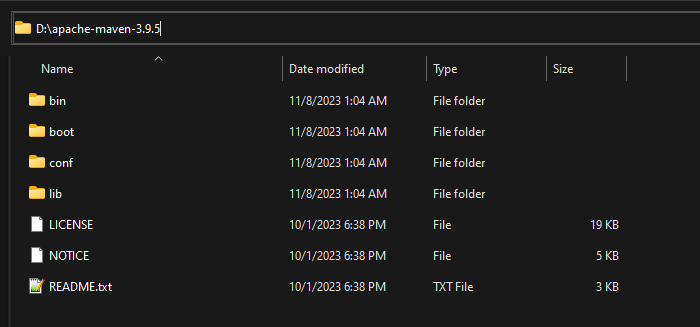 D:\apache-maven-3.9.5
Name Date modified Type Size
bin 11/8/2023 1:04 AM File folder
boot 11/8/2023 1:04 AM File folder
conf 11/8/2023 1:04 AM File folder
lib 11/8/2023 1:04 AM File folder
LICENSE 10/1/2023 6:38 PM File 19 KB
NOTICE 10/1/2023 6:38 PM File 5 KB
README.txt 10/1/2023 6:38 PM TXT File 3 KB